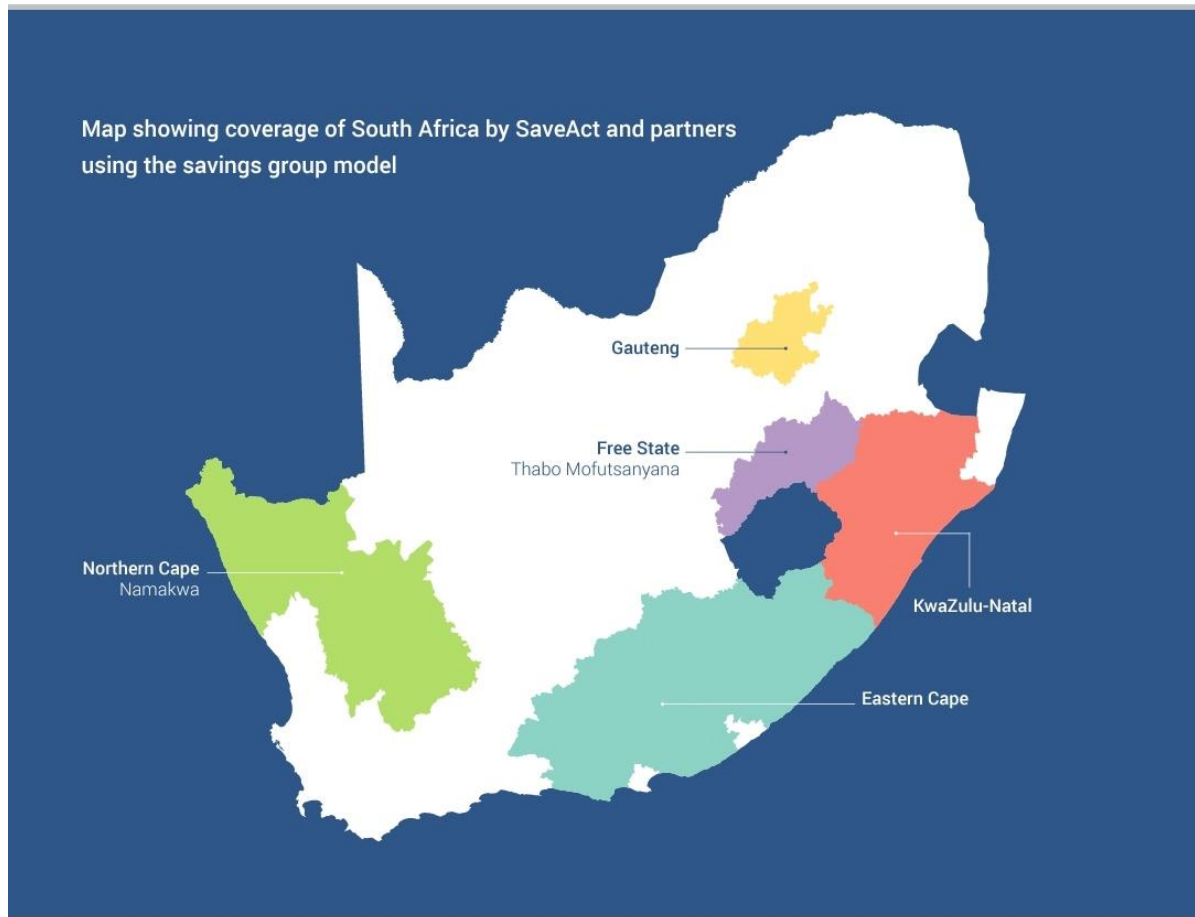 Map showing coverage of South Africa by SaveAct and partners
using the savings group model
Gauteng
Free State
Thabo Mofutsanyana
Northern Cape
Namakwa
KwaZulu-Natal
Eastern Cape